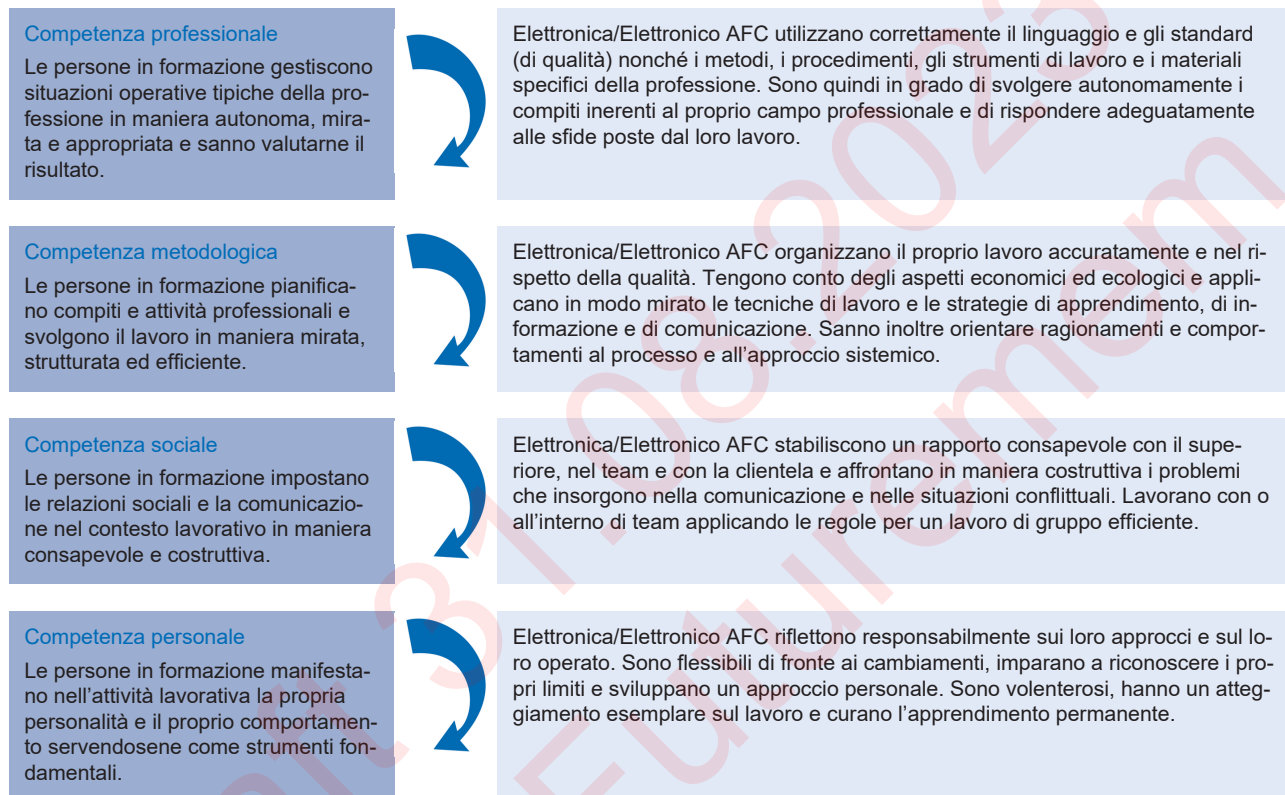 Competenza professionale
Le persone in formazione gestiscono
situazioni operative tipiche della pro-
fessione in maniera autonoma, mira-
ta e appropriata e sanno valutarne il
risultato.
Elettronica/Elettronico AFC utilizzano correttamente il linguaggio e gli standard
(di qualità) nonché i metodi, i procedimenti, gli strumenti di lavoro e i materiali
specifici della professione. Sono quindi in grado di svolgere autonomamente i
compiti inerenti al proprio campo professionale e di rispondere adeguatamente
alle sfide poste dal loro lavoro.
Competenza metodologica
Le persone in formazione pianifica-
no compiti e attività professionali e
svolgono il lavoro in maniera mirata,
strutturata ed efficiente.
Elettronica/Elettronico AFC organizzano il proprio lavoro accuratamente e nel ri-
spetto della qualità. Tengono conto degli aspetti economici ed ecologici e appli-
cano in modo mirato le tecniche di lavoro e le strategie di apprendimento, di in-
formazione e di comunicazione. Sanno inoltre orientare ragionamenti e compor-
tamenti al processo e all'approccio sistemico.
Competenza sociale
Le persone in formazione impostano
le relazioni sociali e la comunicazio-
ne nel contesto lavorativo in maniera
consapevole e costruttiva.
Elettronica/Elettronico AFC stabiliscono un rapporto consapevole con il supe-
riore, nel team e con la clientela e affrontano in maniera costruttiva i problemi
che insorgono nella comunicazione e nelle situazioni conflittuali. Lavorano con o
all'interno di team applicando le regole per un lavoro di gruppo efficiente.
Competenza personale
Le persone in formazione manifesta-
no nell'attività lavorativa la propria
personalità e il proprio comportamen-
to servendosene come strumenti fon-
damentali.
Elettronica/Elettronico AFC riflettono responsabilmente sui loro approcci e sul lo-
ro operato. Sono flessibili di fronte ai cambiamenti, imparano a riconoscere i pro-
pri limiti e sviluppano un approccio personale. Sono volenterosi, hanno un atteg-
giamento esemplare sul lavoro e curano l'apprendimento permanente.
aft 31.08.2023
Futuremem